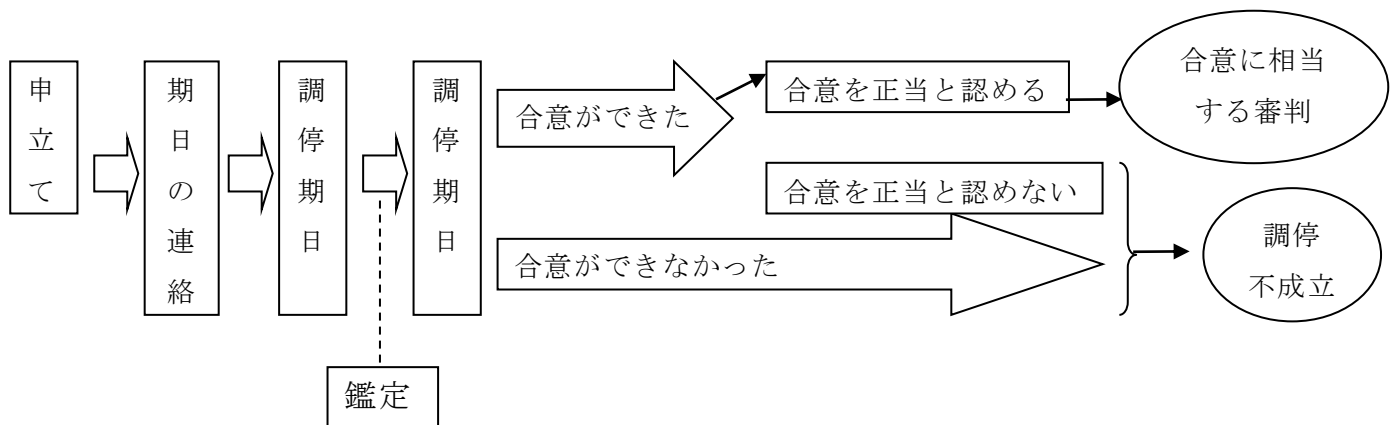 申立て
期日の連絡
調停期日
調停期日
合意ができた
合意を正当と認める
合意に相当
する審判
合意を正当と認めない
合意ができなかった
調停
不成立
鑑定